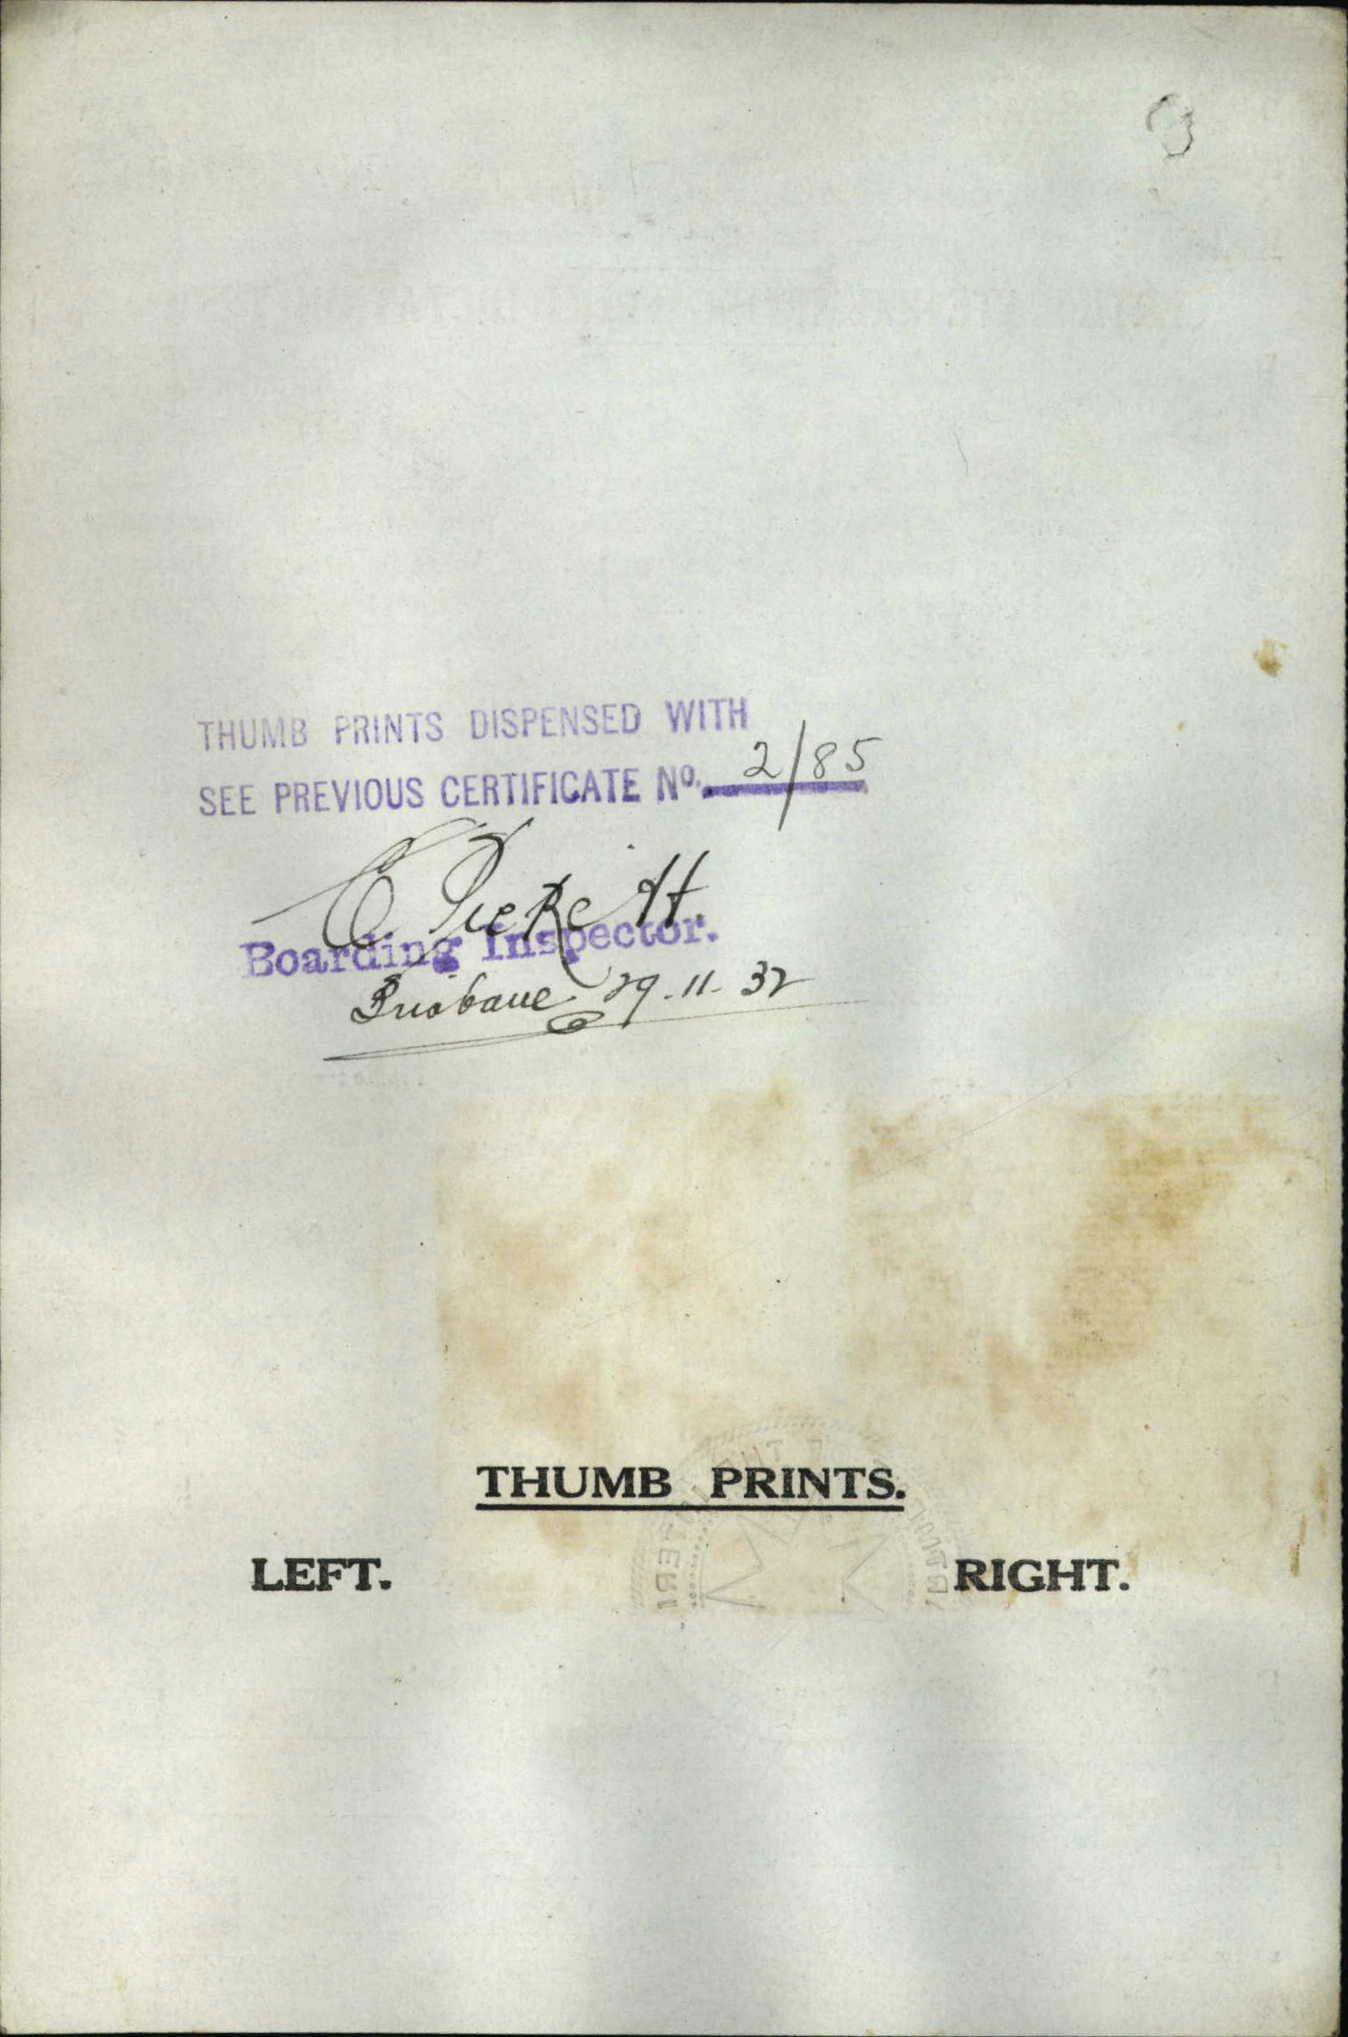 3
THUMB PRINTS DISPENSED WITH
SEE PREVIOUS CERTIFICATE Nº. 2/85
Boarding Inspector.
Brisbane 29.11.32
THUMB PRINTS.
LEFT. RIGHT.